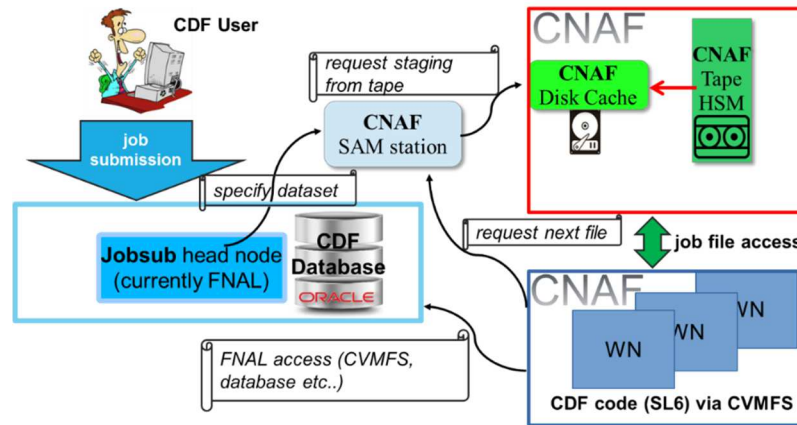 CDF User
job
submission
request staging
from tape
CNAF
SAM station
CNAF
CNAF
Disk Cache
CNAF
Tape
HSM
specify dataset
Jobsub head node
(currently FNAL)
CDF
Database
ORACLE
request next file
job file access
FNAL access (CVMFS,
database etc..)
CNAF
WN
WN
WN
CDF code (SL6) via CVMFS